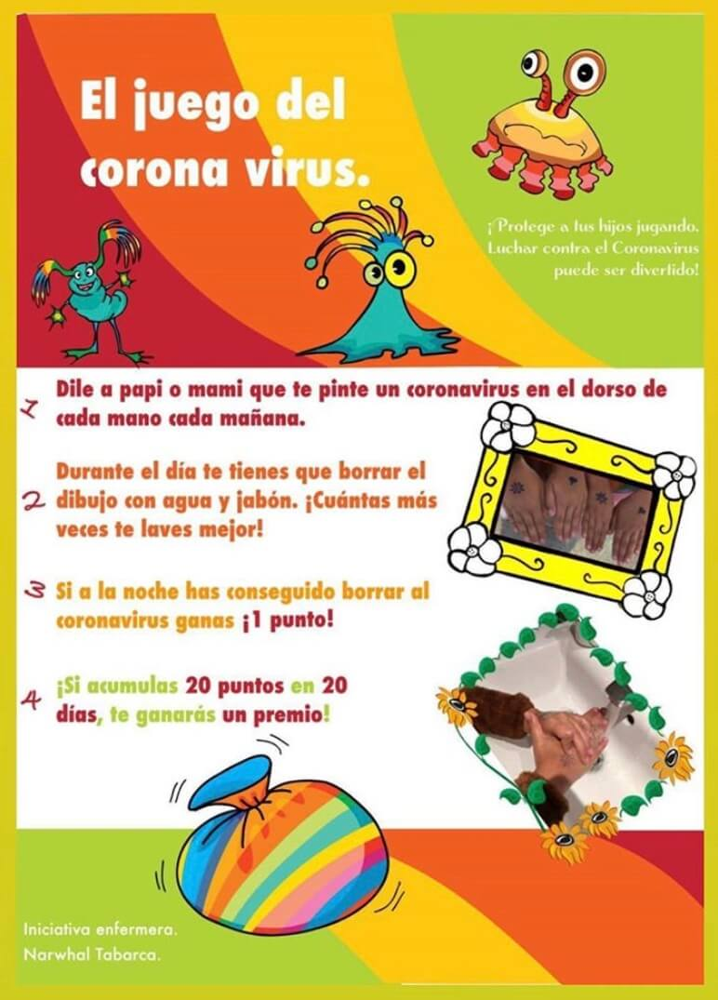 El juego del
corona virus.
¡Protege a tus hijos jugando.
Luchar contra el Coronavirus
puede ser divertido!
1 Dile a papi o mami que te pinte un coronavirus en el dorso de
cada mano cada mañana.
Durante el día te tienes que borrar el
2 dibujo con agua y jabón. ¡Cuántas más
veces te laves mejor!
3 Si a la noche has conseguido borrar al
coronavirus ganas ¡1 punto!
4 ¡Si acumulas 20 puntos en 20
días, te ganarás un premio!
Iniciativa enfermera.
Narwhal Tabarca.